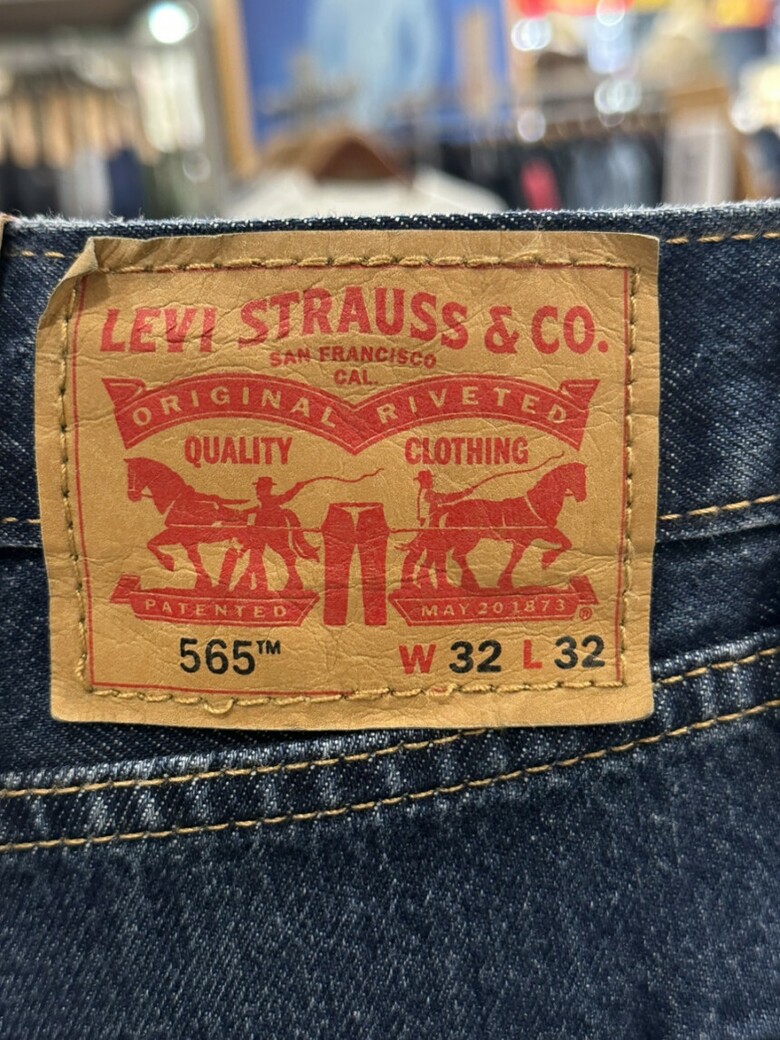 LEVI STRAUSS & CO.
SAN FRANCISCO
CAL.
ORIGINAL RIVETED
QUALITY CLOTHING
PATENTED MAY 20 1873 ®
565™ W 32 L 32